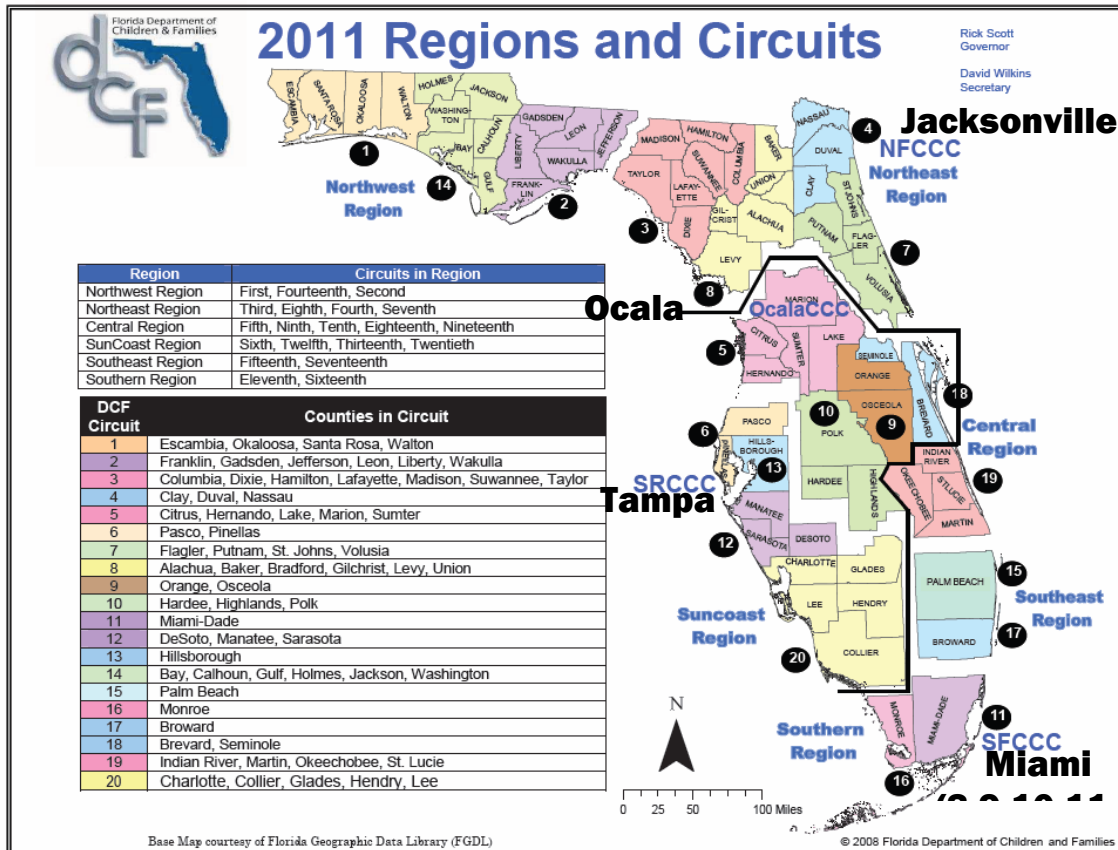 Florida Department of
Children & Families
dcf
2011 Regions and Circuits
Rick Scott
Governor
David Wilkins
Secretary
Jacksonville
4
NFCCC
Northeast
Region
ESCAMBIA
SANTA ROSA
OKALOOSA
WALTON
HOLMES
JACKSON
WASHING-
TON
BAY
CALHOUN
GULF
LIBERTY
GADSDEN
LEON
JEFFERSON
WAKULLA
FRANK-
LIN
1
14
2
Northwest
Region
MADISON
HAMILTON
TAYLOR
SUWANNEE
COLUMBIA
LAFAY-
ETTE
DIXIE
BAKER
UNION
GIL-
CRIST
ALACHUA
LEVY
NASSAU
DUVAL
CLAY
ST JOHNS
PUTNAM
FLAG-
LER
VOLUSIA
3
7
8
Region Circuits in Region
Northwest Region First, Fourteenth, Second
Northeast Region Third, Eighth, Fourth, Seventh
Central Region Fifth, Ninth, Tenth, Eighteenth, Nineteenth
SunCoast Region Sixth, Twelfth, Thirteenth, Twentieth
Southeast Region Fifteenth, Seventeenth
Southern Region Eleventh, Sixteenth
Ocala
MARION
OcalaCCC
CITRUS
SUMTER
LAKE
HERNANDO
5
SEMINOLE
ORANGE
OSCEOLA
BREVARD
18
9
10
POLK
Central
Region
PASCO
6
PINELLAS
HILLS-
BOROUGH
13
SRCCC
Tampa
HARDEE
HIGHLANDS
INDIAN
RIVER
OKEECHOBEE
ST.LUCIE
MARTIN
19
MANATEE
SARASOTA
DESOTO
12
CHARLOTTE
GLADES
LEE
HENDRY
COLLIER
Suncoast
Region
20
PALM BEACH
15
Southeast
Region
BROWARD
17
MONROE
MIAMI-DADE
11
SFCCC
Miami
Southern
Region
16
DCF
Circuit Counties in Circuit
1 Escambia, Okaloosa, Santa Rosa, Walton
2 Franklin, Gadsden, Jefferson, Leon, Liberty, Wakulla
3 Columbia, Dixie, Hamilton, Lafayette, Madison, Suwannee, Taylor
4 Clay, Duval, Nassau
5 Citrus, Hernando, Lake, Marion, Sumter
6 Pasco, Pinellas
7 Flagler, Putnam, St. Johns, Volusia
8 Alachua, Baker, Bradford, Gilchrist, Levy, Union
9 Orange, Osceola
10 Hardee, Highlands, Polk
11 Miami-Dade
12 DeSoto, Manatee, Sarasota
13 Hillsborough
14 Bay, Calhoun, Gulf, Holmes, Jackson, Washington
15 Palm Beach
16 Monroe
17 Broward
18 Brevard, Seminole
19 Indian River, Martin, Okeechobee, St. Lucie
20 Charlotte, Collier, Glades, Hendry, Lee
N
0 25 50 100 Miles
Base Map courtesy of Florida Geographic Data Library (FGDL)
© 2008 Florida Department of Children and Families